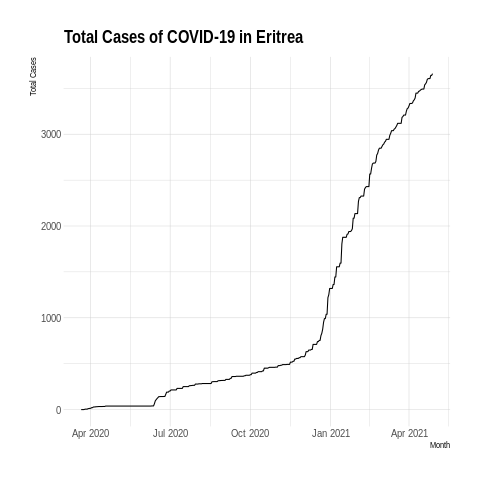 Total Cases of COVID-19 in Eritrea
Total Cases
3000
2000
1000
0
Apr 2020 Jul 2020 Oct 2020 Jan 2021 Apr 2021
Month